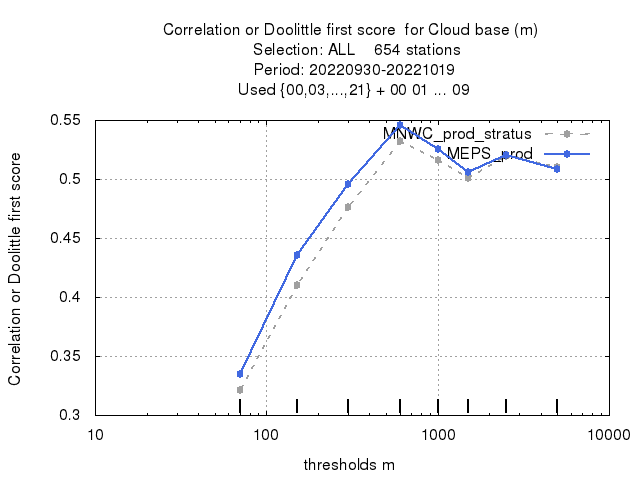 Correlation or Doolittle first score  for Cloud base (m)
Selection: ALL    654 stations
Period: 20220930-20221019
Used {00,03,...,21} + 00 01 ... 09
Correlation or Doolittle first score
0.55
0.5
0.45
0.4
0.35
0.3
MNWC_prod_stratus
MEPS_prod
10
100
1000
10000
thresholds m